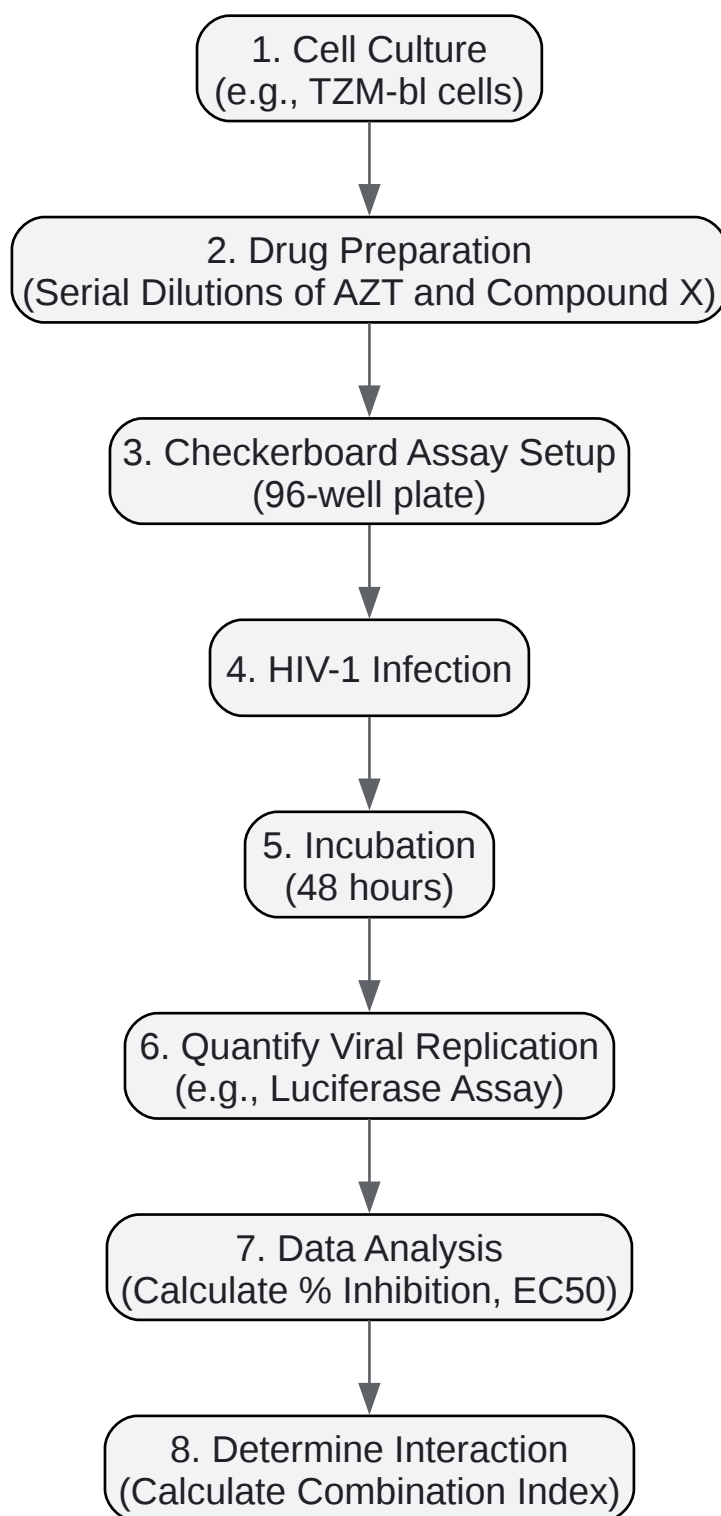 1. Cell Culture
(e.g., TZM-bl cells)
2. Drug Preparation
(Serial Dilutions of AZT and Compound X)
3. Checkerboard Assay Setup
(96-well plate)
4. HIV-1 Infection
5. Incubation
(48 hours)
6. Quantify Viral Replication
(e.g., Luciferase Assay)
7. Data Analysis
(Calculate % Inhibition, EC50)
8. Determine Interaction
(Calculate Combination Index)